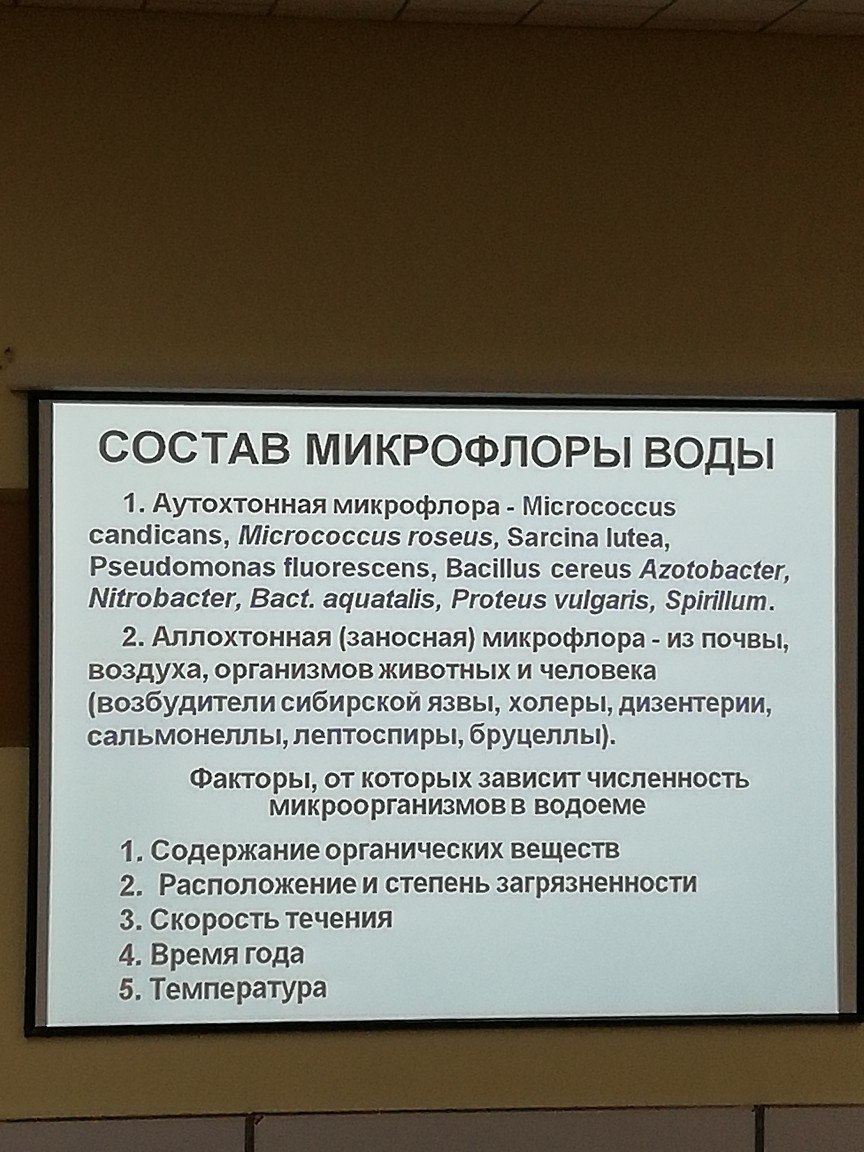 СОСТАВ МИКРОФЛОРЫ ВОДЫ
1. Аутохтонная микрофлора - Micrococcus
candicans, Micrococcus roseus, Sarcina lutea,
Pseudomonas fluorescens, Bacillus cereus Azotobacter,
Nitrobacter, Bact. aquatalis, Proteus vulgaris, Spirillum.
2. Аллохтонная (заносная) микрофлора - из почвы,
воздуха, организмов животных и человека
(возбудители сибирской язвы, холеры, дизентерии,
сальмонеллы, лептоспиры, бруцеллы).
Факторы, от которых зависит численность
микроорганизмов в водоеме
1. Содержание органических веществ
2. Расположение и степень загрязненности
3. Скорость течения
4. Время года
5. Температура